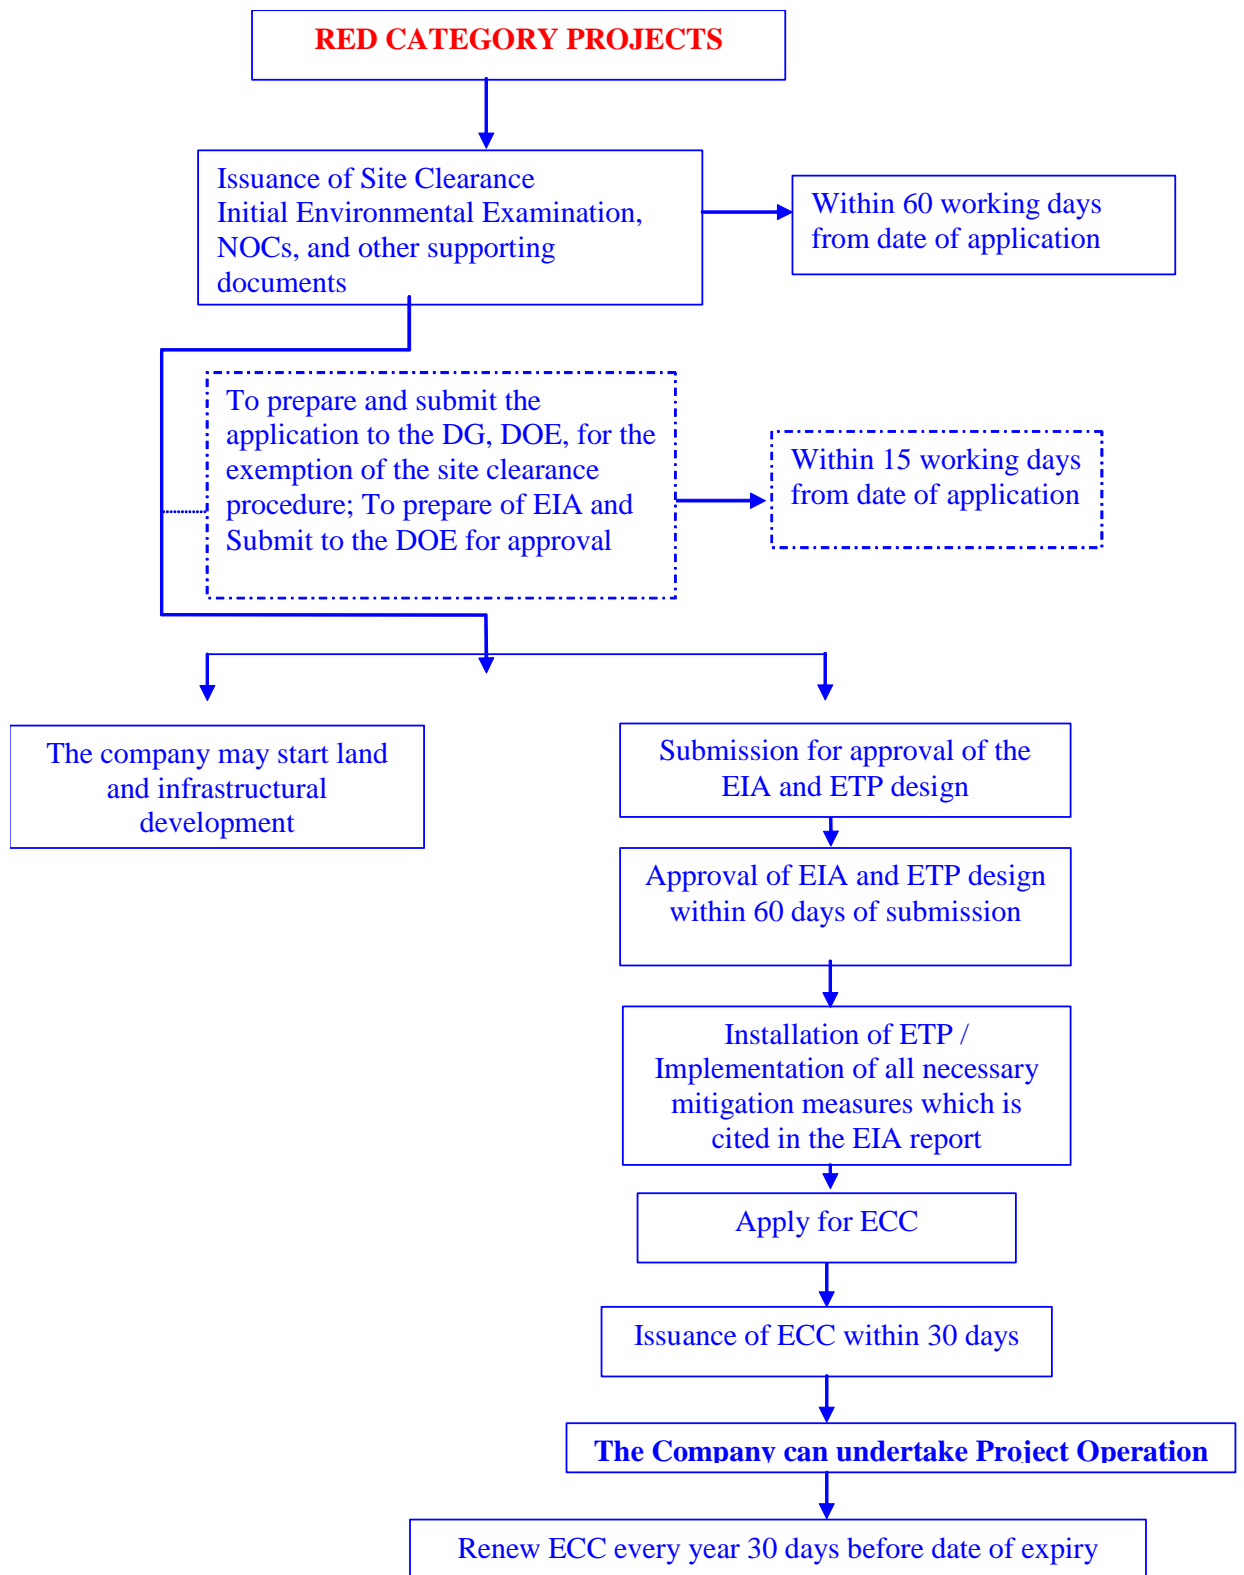 RED CATEGORY PROJECTS
Issuance of Site Clearance
Initial Environmental Examination,
NOCs, and other supporting
documents
Within 60 working days
from date of application
To prepare and submit the
application to the DG, DOE, for the
exemption of the site clearance
procedure; To prepare of EIA and
Submit to the DOE for approval
Within 15 working days
from date of application
The company may start land
and infrastructural
development
Submission for approval of the
EIA and ETP design
Approval of EIA and ETP design
within 60 days of submission
Installation of ETP /
Implementation of all necessary
mitigation measures which is
cited in the EIA report
Apply for ECC
Issuance of ECC within 30 days
The Company can undertake Project Operation
Renew ECC every year 30 days before date of expiry